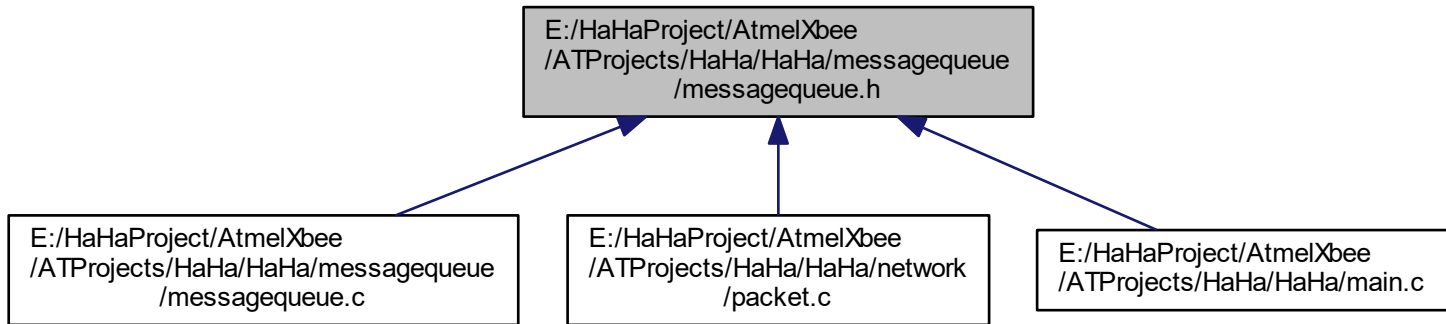 E:/HaHaProject/AtmelXbee
/ATProjects/HaHa/HaHa/messagequeue
/messagequeue.h
E:/HaHaProject/AtmelXbee
/ATProjects/HaHa/HaHa/messagequeue
/messagequeue.c
E:/HaHaProject/AtmelXbee
/ATProjects/HaHa/HaHa/network
/packet.c
E:/HaHaProject/AtmelXbee
/ATProjects/HaHa/HaHa/main.c